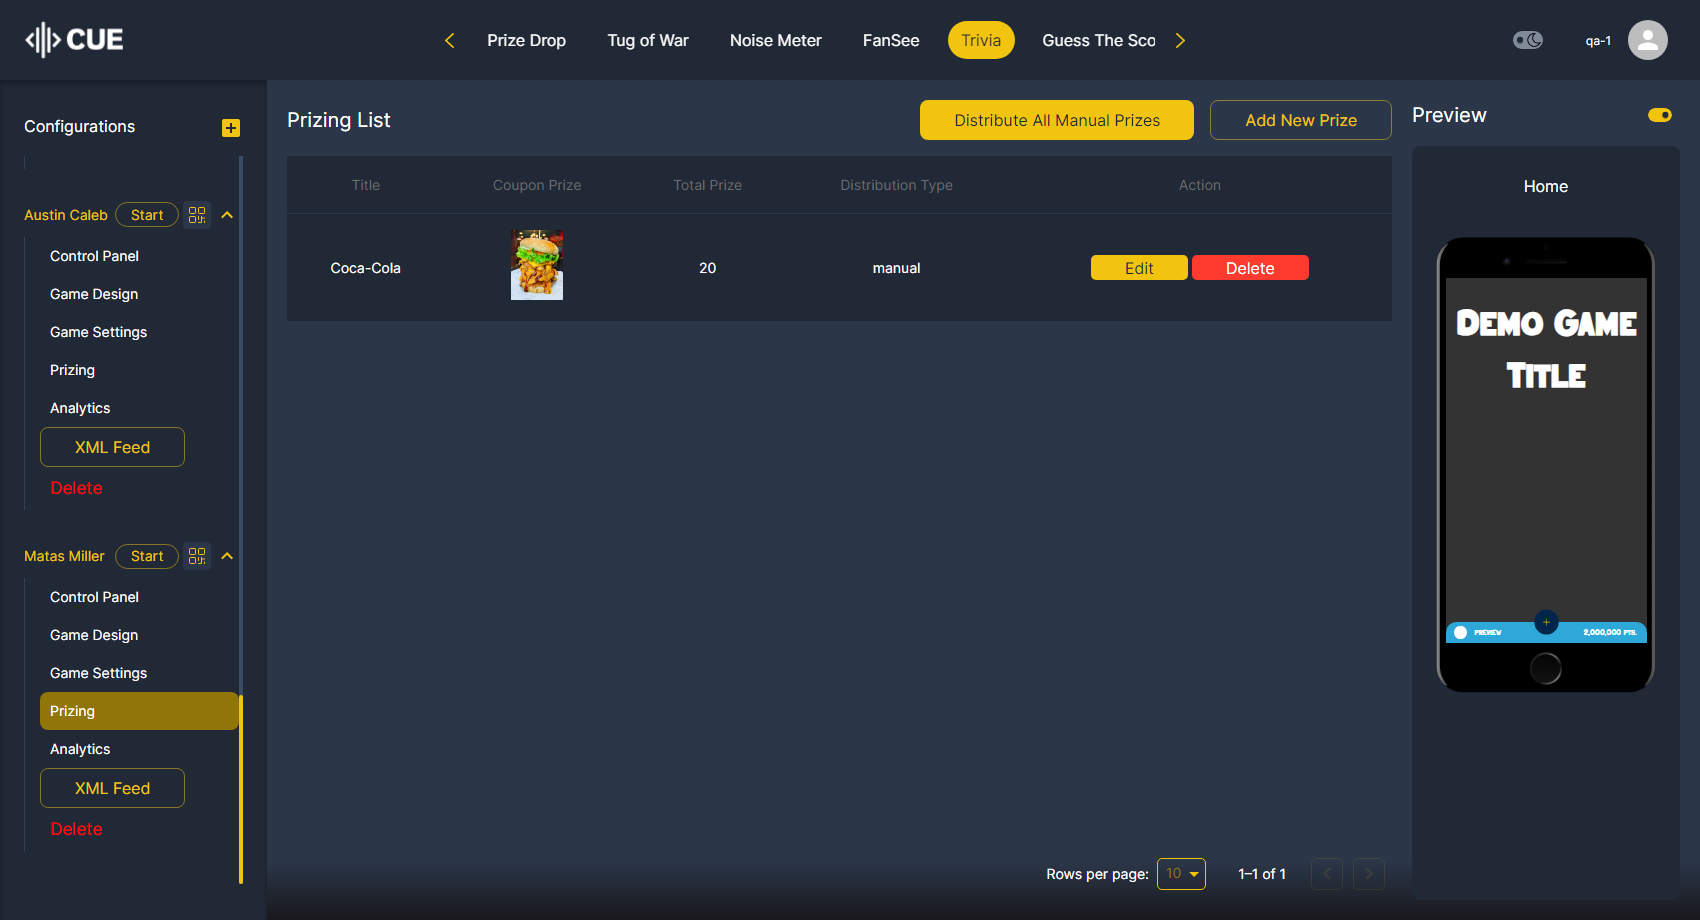 CUE
Prize Drop
Tug of War
Noise Meter
FanSee
Trivia
Guess The Sco
qa-1
Configurations
Austin Caleb
Start
Control Panel
Game Design
Game Settings
Prizing
Analytics
XML Feed
Delete
Matas Miller
Start
Control Panel
Game Design
Game Settings
Prizing
Analytics
XML Feed
Delete
Prizing List
Distribute All Manual Prizes
Add New Prize
Title
Coupon Prize
Total Prize
Distribution Type
Action
Coca-Cola
20
manual
Edit
Delete
Rows per page:
10
1–1 of 1
Preview
Home
Demo Game
Title
PREVIEW
2,000,000 PTS.